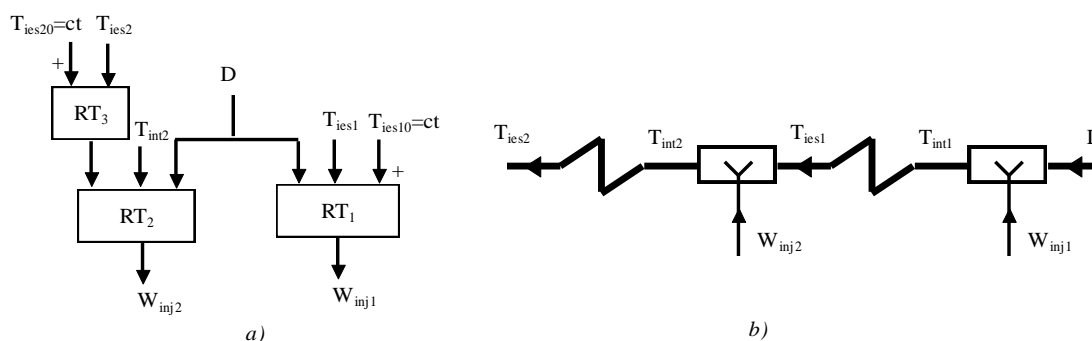 T_ies20=ct T_ies2
+
D
RT_3
T_int2
T_ies1 T_ies10=ct
+
RT_2
RT_1
W_inj2
W_inj1
a)
T_ies2 T_int2 T_ies1 T_int1
W_inj2
W_inj1
b)